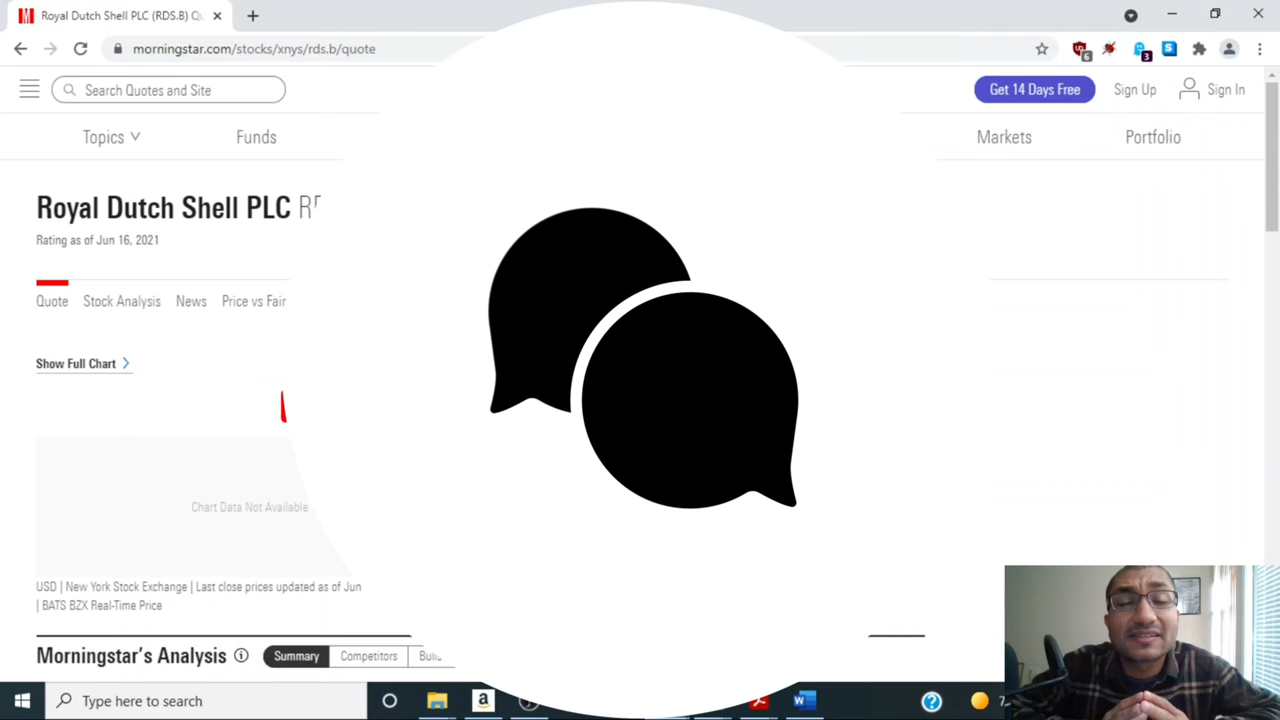 Royal Dutch Shell PLC (RDS.B) Qu
morningstar.com/stocks/xnys/rds.b/quote
6
3
Search Quotes and Site
Get 14 Days Free
Sign Up
Sign In
Topics
Funds
Markets
Portfolio
Royal Dutch Shell PLC
Rating as of Jun 16, 2021
Quote
Stock Analysis
News
Price vs Fair
Show Full Chart
Chart Data Not Available
USD | New York Stock Exchange | Last close prices updated as of Jun
| BATS BZX Real-Time Price
Morningstar's Analysis
Summary
Competitors
Type here to search